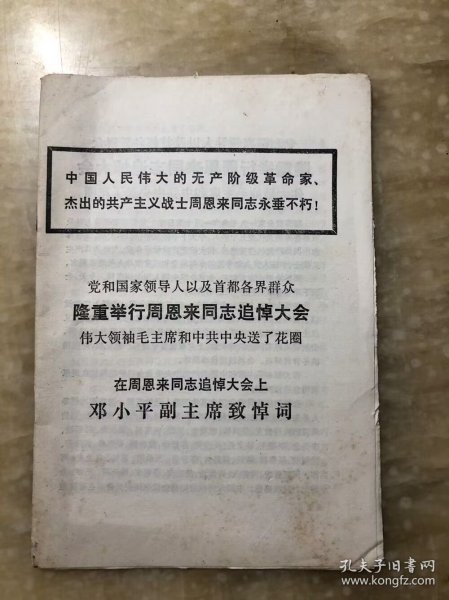 中国人民伟大的无产阶级革命家、
杰出的共产主义战士周恩来同志永垂不朽！
党和国家领导人以及首都各界群众
隆重举行周恩来同志追悼大会
伟大领袖毛主席和中共中央送了花圈
在周恩来同志追悼大会上
邓小平副主席致悼词
孔夫子旧书网
www.kongfz.com